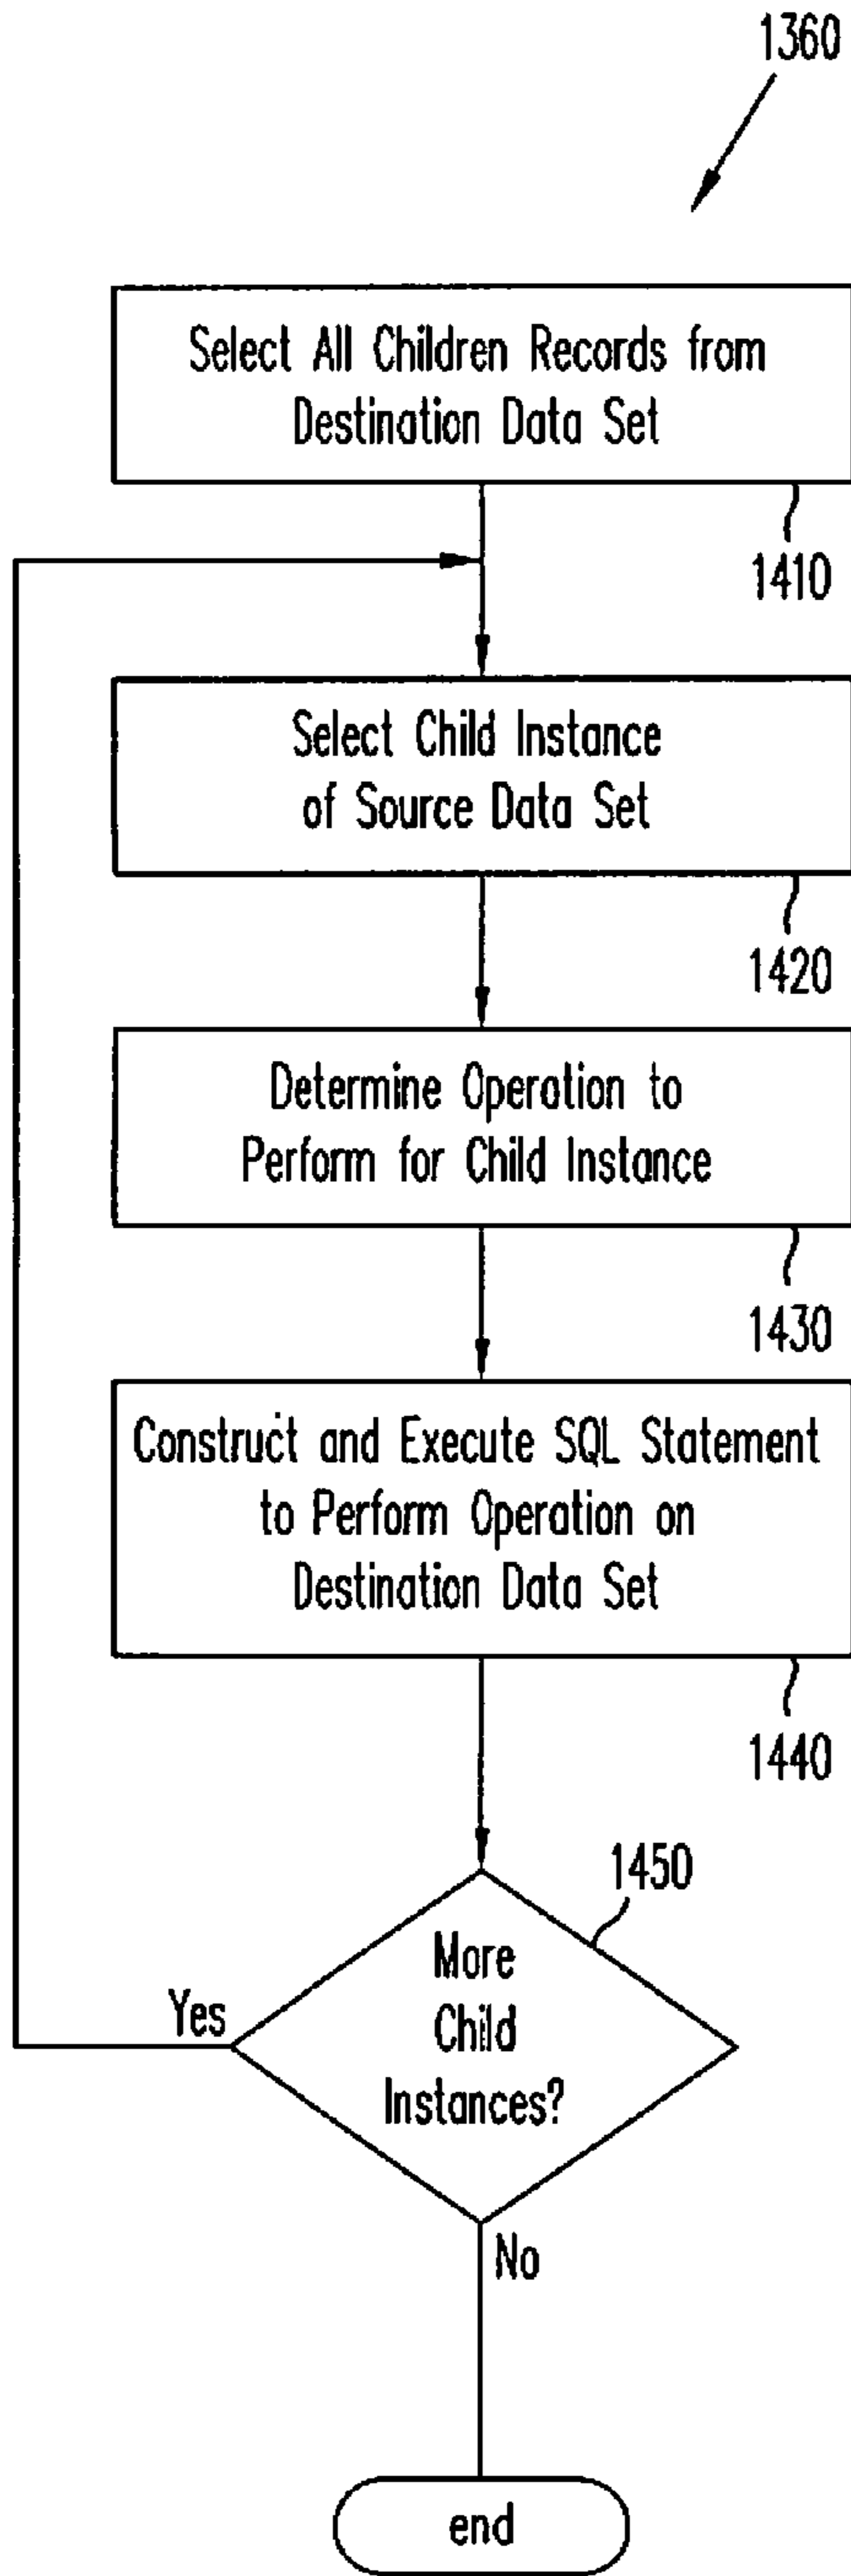 1360
Select All Children Records from
Destination Data Set
1410
Select Child Instance
of Source Data Set
1420
Determine Operation to
Perform for Child Instance
1430
Construct and Execute SQL Statement
to Perform Operation on
Destination Data Set
1440
1450
More
Child
Instances?
Yes
No
end